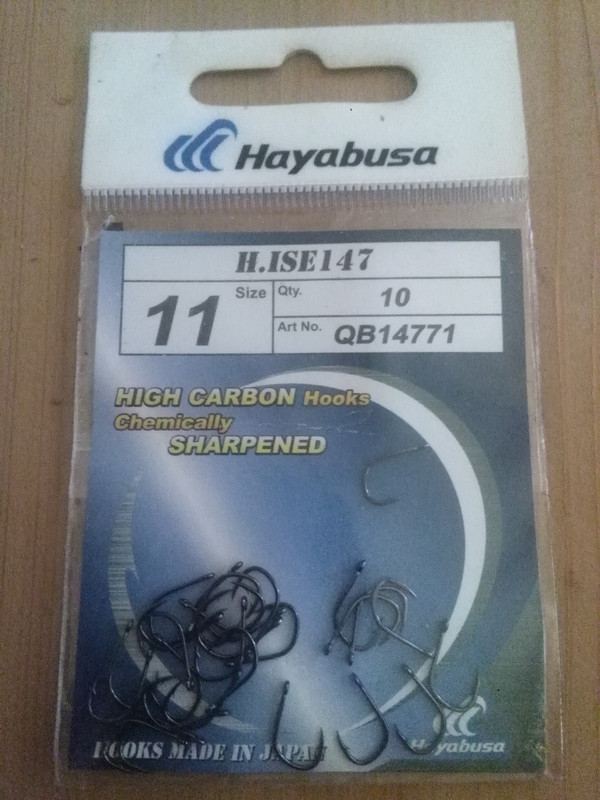 Hayabusa
H.ISE147
11 Size
Qty. 10
Art No. QB14771
HIGH CARBON Hooks
Chemically
SHARPENED
Hayabusa
HOOKS MADE IN JAPAN